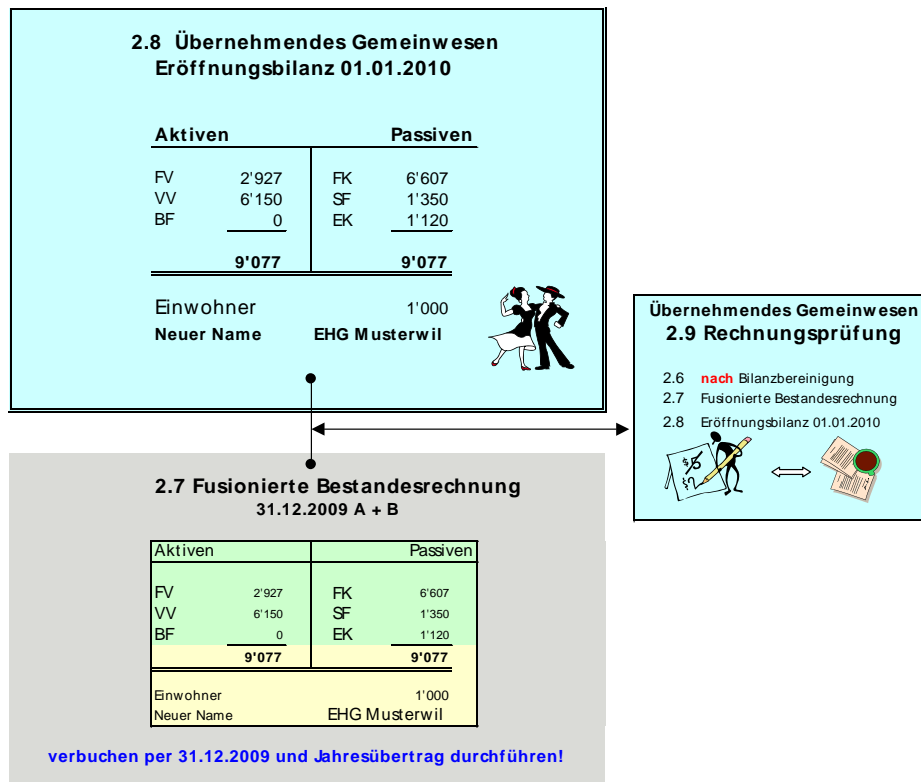 2.8 Übernehmendes Gemeinwesen
Eröffnungsbilanz 01.01.2010
Aktiven Passiven
FV 2'927 FK 6'607
VV 6'150 SF 1'350
BF 0 EK 1'120
9'077 9'077
Einwohner 1'000
Neuer Name EHG Musterwil
Übernehmendes Gemeinwesen
2.9 Rechnungsprüfung
2.6 nach Bilanzbereinigung
2.7 Fusionierte Bestandesrechnung
2.8 Eröffnungsbilanz 01.01.2010
2.7 Fusionierte Bestandesrechnung
31.12.2009 A + B
Aktiven Passiven
FV 2'927 FK 6'607
VV 6'150 SF 1'350
BF 0 EK 1'120
9'077 9'077
Einwohner 1'000
Neuer Name EHG Musterwil
verbuchen per 31.12.2009 und Jahresübertrag durchführen!